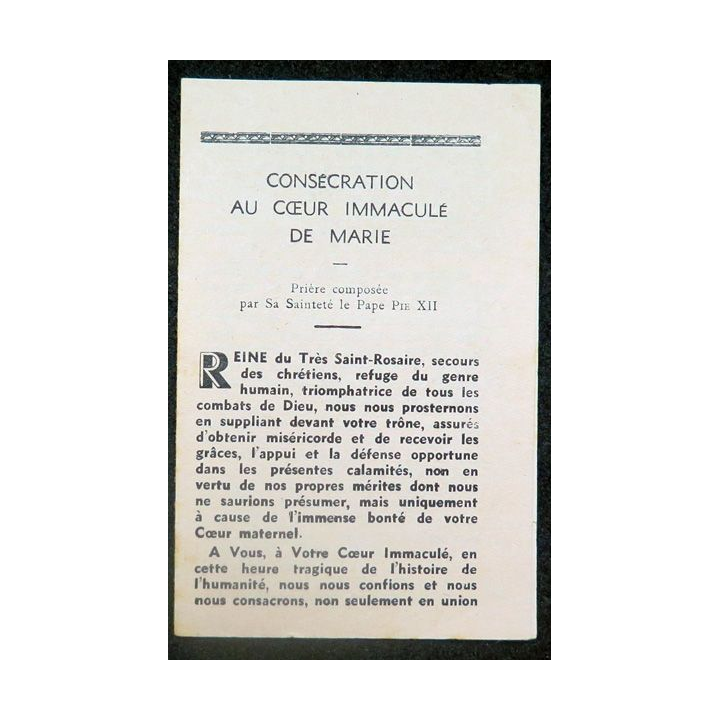 CONSÉCRATION
AU CŒUR IMMACULÉ
DE MARIE
—
Prière composée
par Sa Sainteté le Pape PIE XII
REINE du Très Saint-Rosaire, secours
des chrétiens, refuge du genre
humain, triomphatrice de tous les
combats de Dieu, nous nous prosternons
en suppliant devant votre trône, assurés
d'obtenir miséricorde et de recevoir les
grâces, l'appui et la défense opportune
dans les présentes calamités, non en
vertu de nos propres mérites dont nous
ne saurions présumer, mais uniquement
à cause de l'immense bonté de votre
Cœur maternel.
A Vous, à Votre Cœur Immaculé, en
cette heure tragique de l'histoire de
l'humanité, nous nous confions et nous
nous consacrons, non seulement en union